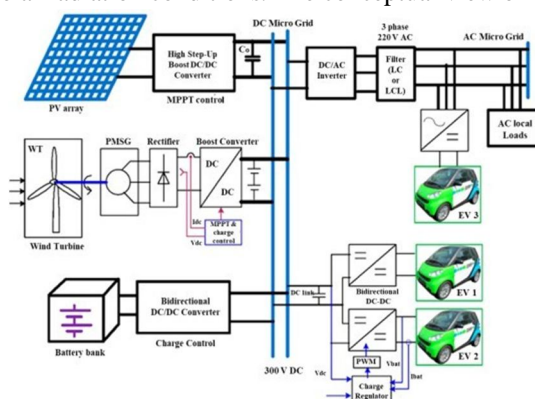 DC Micro Grid
3 phase
220 V AC
AC Micro Grid
High Step-Up
Boost DC/DC
Converter
Co
MPPT control
PV array
DC/AC
Inverter
Filter
(LC
or
LCL)
AC local
Loads
EV 3
WT
PMSG
Rectifier
Boost Converter
DC
DC
Idc
Vdc
MPPT &
charge
control
Wind Turbine
Bidirectional
DC/DC Converter
Battery bank
Charge Control
300 V DC
DC link
Bidirectional
DC-DC
EV 1
EV 2
PWM
Vbat
Ibat
Vdc
Charge
Regulator